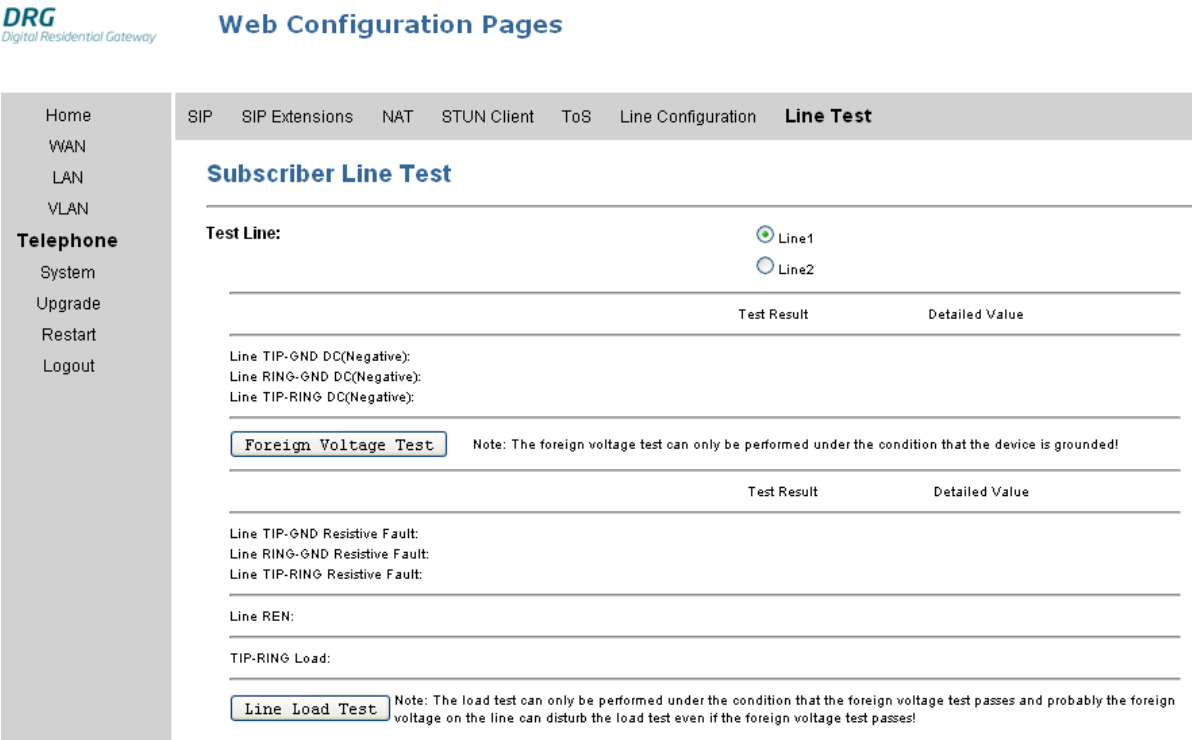 DRG
Digital Residential Gateway
Web Configuration Pages
Home
WAN
LAN
VLAN
Telephone
System
Upgrade
Restart
Logout
SIP SIP Extensions NAT STUN Client ToS Line Configuration Line Test
Subscriber Line Test
Test Line:
Line1
Line2
Test Result Detailed Value
Line TIP-GND DC(Negative):
Line RING-GND DC(Negative):
Line TIP-RING DC(Negative):
Foreign Voltage Test Note: The foreign voltage test can only be performed under the condition that the device is grounded!
Test Result Detailed Value
Line TIP-GND Resistive Fault:
Line RING-GND Resistive Fault:
Line TIP-RING Resistive Fault:
Line REN:
TIP-RING Load:
Line Load Test Note: The load test can only be performed under the condition that the foreign voltage test passes and probably the foreign
voltage on the line can disturb the load test even if the foreign voltage test passes!